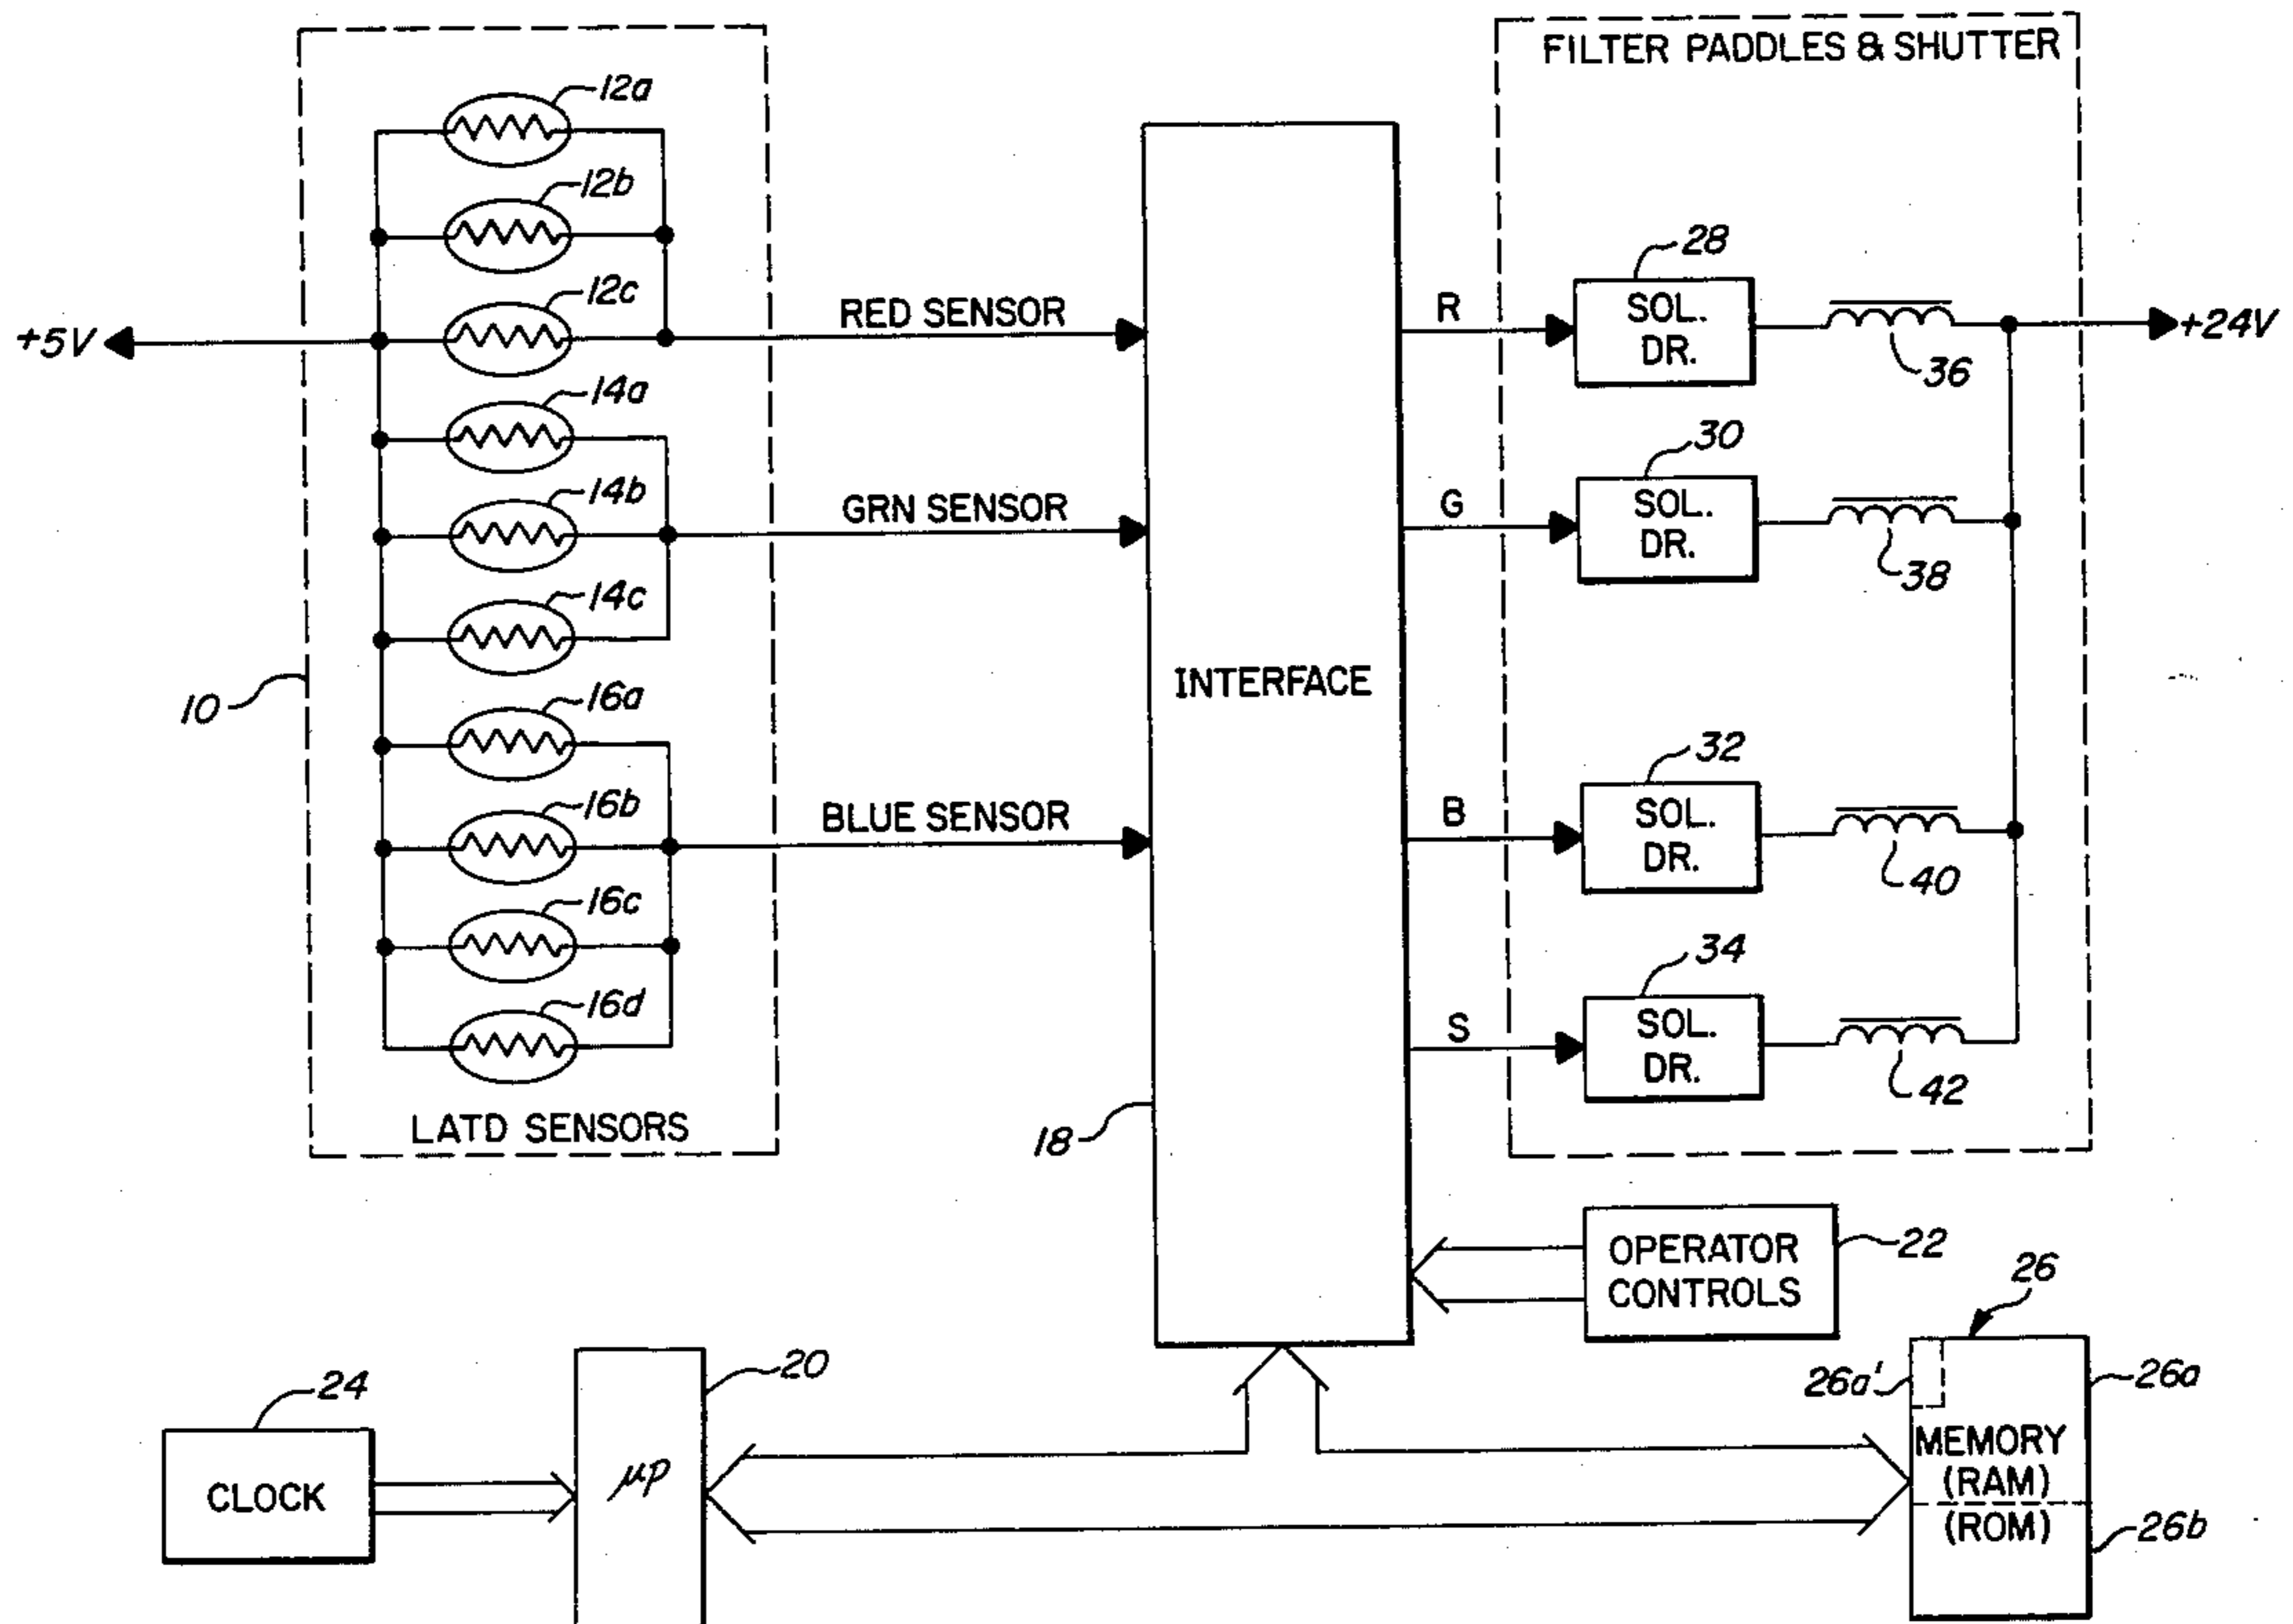 FILTER PADDLES & SHUTTER
12a
12b
12c
14a
14b
14c
16a
16b
16c
16d
10
LATD SENSORS
+5V
RED SENSOR
GRN SENSOR
BLUE SENSOR
INTERFACE
18
R
G
B
S
28
SOL.
DR.
36
+24V
30
SOL.
DR.
38
32
SOL.
DR.
40
34
SOL.
DR.
42
OPERATOR
CONTROLS
22
24
CLOCK
20
μp
26
26a'
26a
MEMORY
(RAM)
(ROM)
26b